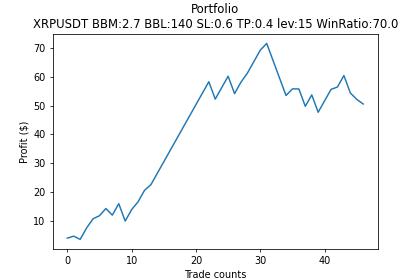 Portfolio
XRPUSDT BBM:2.7 BBL:140 SL:0.6 TP:0.4 lev:15 WinRatio:70.0
Profit ($)
70
60
50
40
30
20
10
0 10 20 30 40
Trade counts